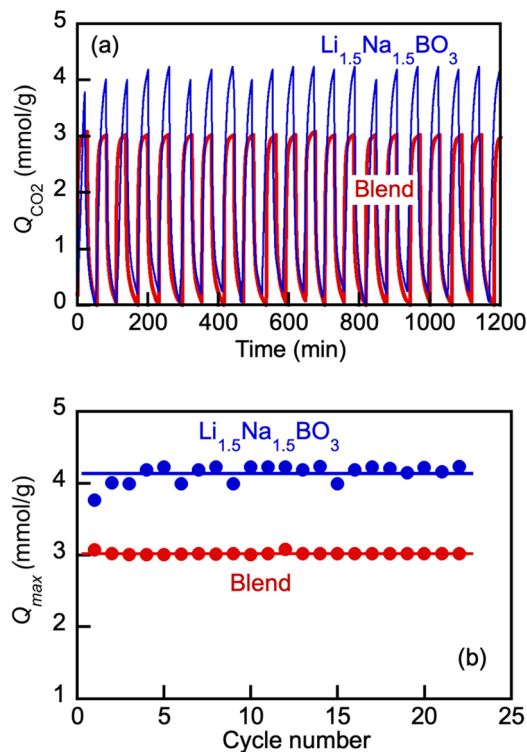 (a)
Li₁.₅Na₁.₅BO₃
5
4
3
2
1
0
Q_CO2 (mmol/g)
Blend
0 200 400 600 800 1000 1200
Time (min)
Li₁.₅Na₁.₅BO₃
5
4
3
2
1
Q_max (mmol/g)
Blend
(b)
0 5 10 15 20 25
Cycle number